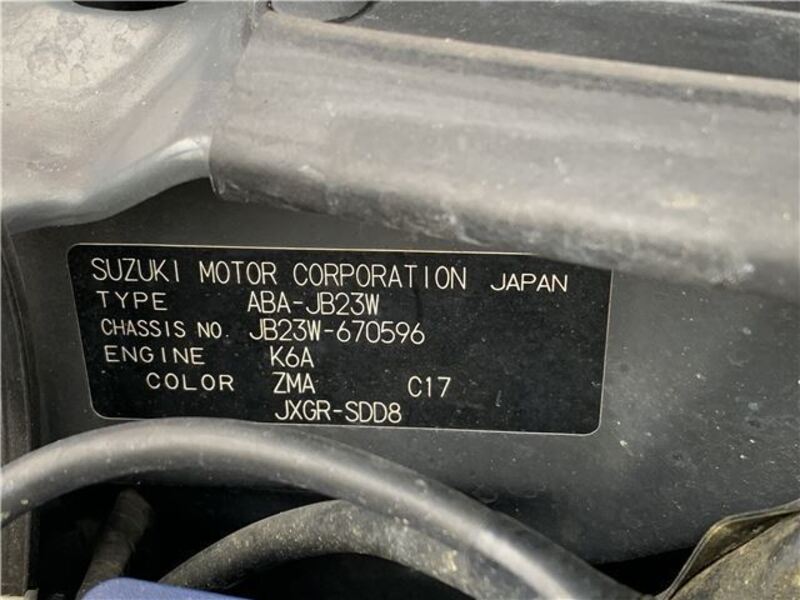 SUZUKI MOTOR CORPORATION JAPAN
TYPE ABA-JB23W
CHASSIS NO. JB23W-670596
ENGINE K6A
COLOR ZMA C17
JXGR-SDD8